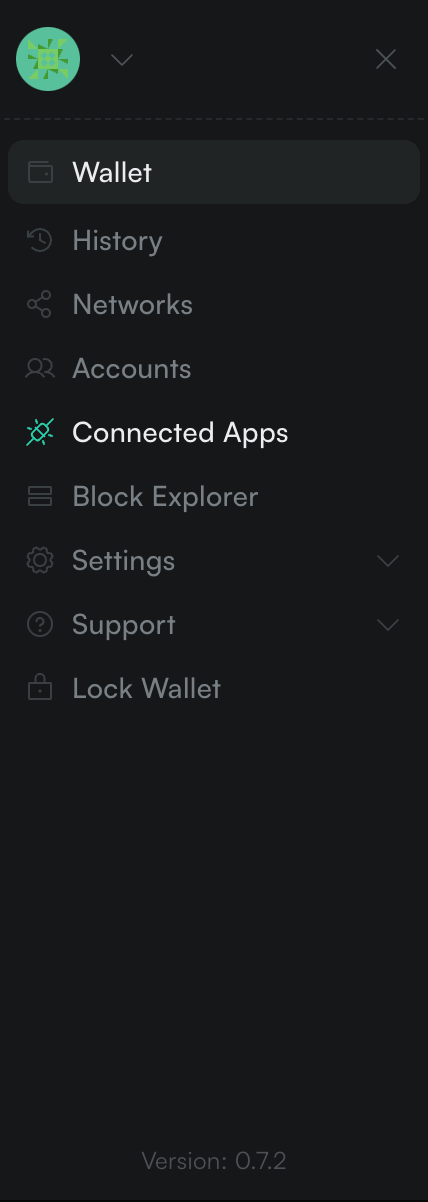 Wallet
History
Networks
Accounts
Connected Apps
Block Explorer
Settings
Support
Lock Wallet
Version: 0.7.2